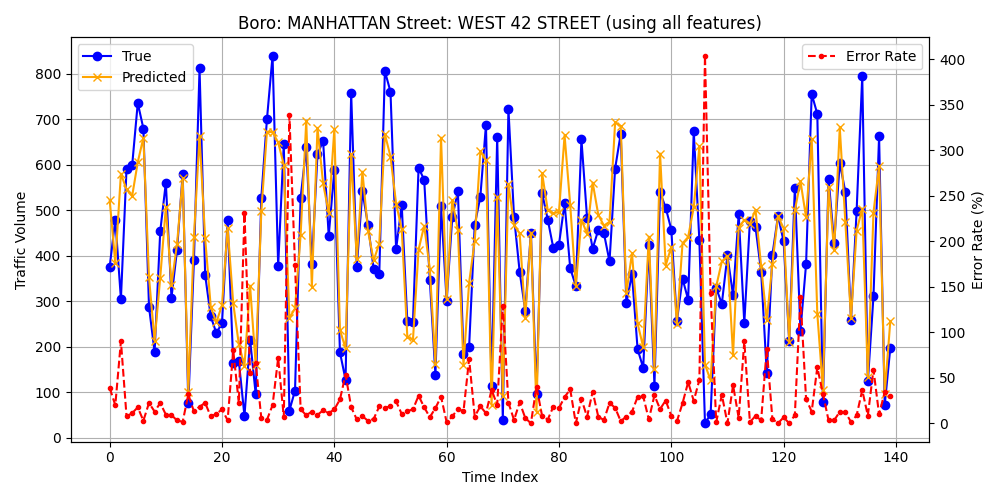 Boro: MANHATTAN Street: WEST 42 STREET (using all features)
True
Predicted
Error Rate
Traffic Volume
0
100
200
300
400
500
600
700
800
Error Rate (%)
0
50
100
150
200
250
300
350
400
0 20 40 60 80 100 120 140
Time Index